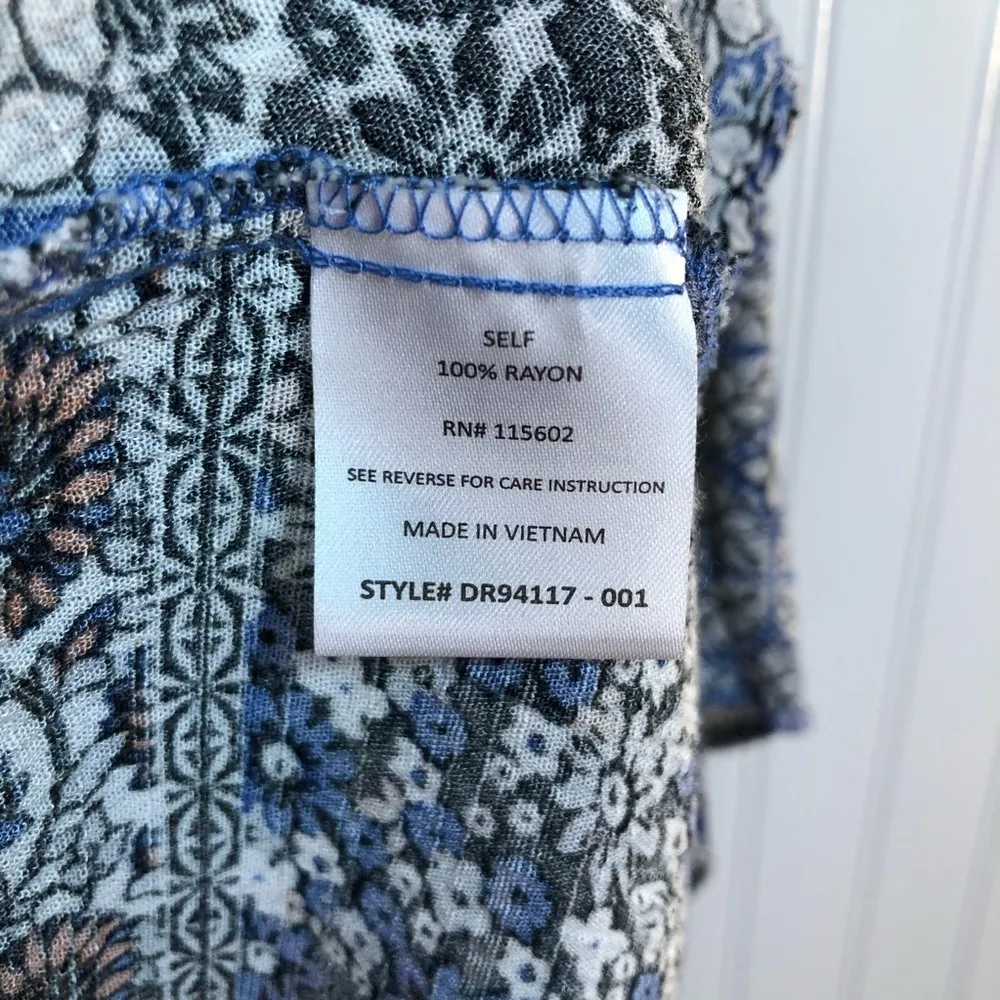 SELF
100% RAYON
RN# 115602
SEE REVERSE FOR CARE INSTRUCTION
MADE IN VIETNAM
STYLE# DR94117 - 001